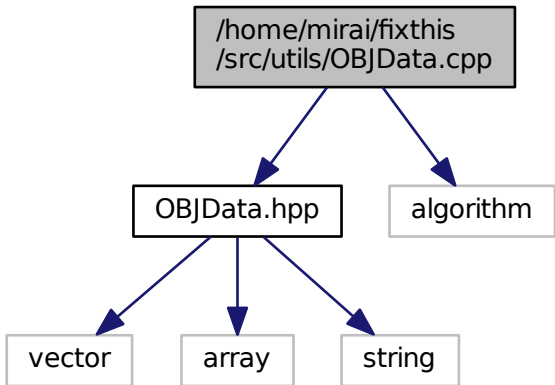 /home/mirai/fixthis
/src/utils/OBJData.cpp
OBJData.hpp
algorithm
vector
array
string